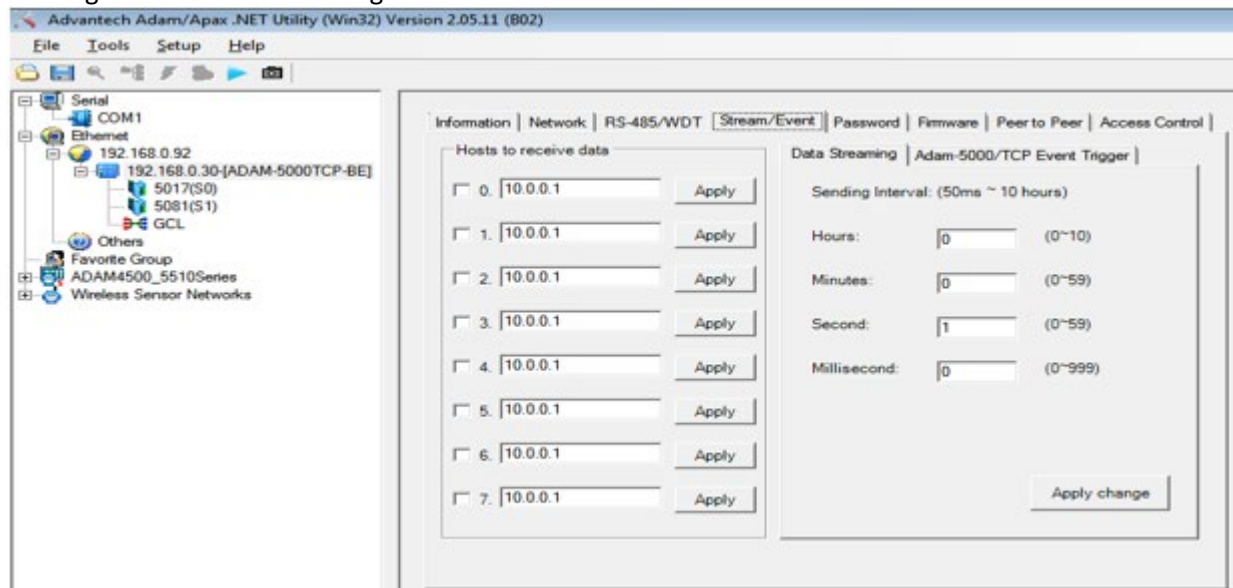 Advantech Adam/Apax .NET Utility (Win32) Version 2.05.11 (B02)
File Tools Setup Help
Serial
COM1
Ethernet
192.168.0.92
192.168.0.30-[ADAM-5000TCP-BE]
5017(S0)
5081(S1)
GCL
Others
Favorite Group
ADAM4500_5510Series
Wireless Sensor Networks
Information | Network | RS-485/WDT | Stream/Event | Password | Firmware | Peer to Peer | Access Control
Hosts to receive data
0. 10.0.0.1 Apply
1. 10.0.0.1 Apply
2. 10.0.0.1 Apply
3. 10.0.0.1 Apply
4. 10.0.0.1 Apply
5. 10.0.0.1 Apply
6. 10.0.0.1 Apply
7. 10.0.0.1 Apply
Data Streaming | Adam-5000/TCP Event Trigger
Sending Interval: (50ms ~ 10 hours)
Hours: 0 (0~10)
Minutes: 0 (0~59)
Second: 1 (0~59)
Millisecond: 0 (0~999)
Apply change